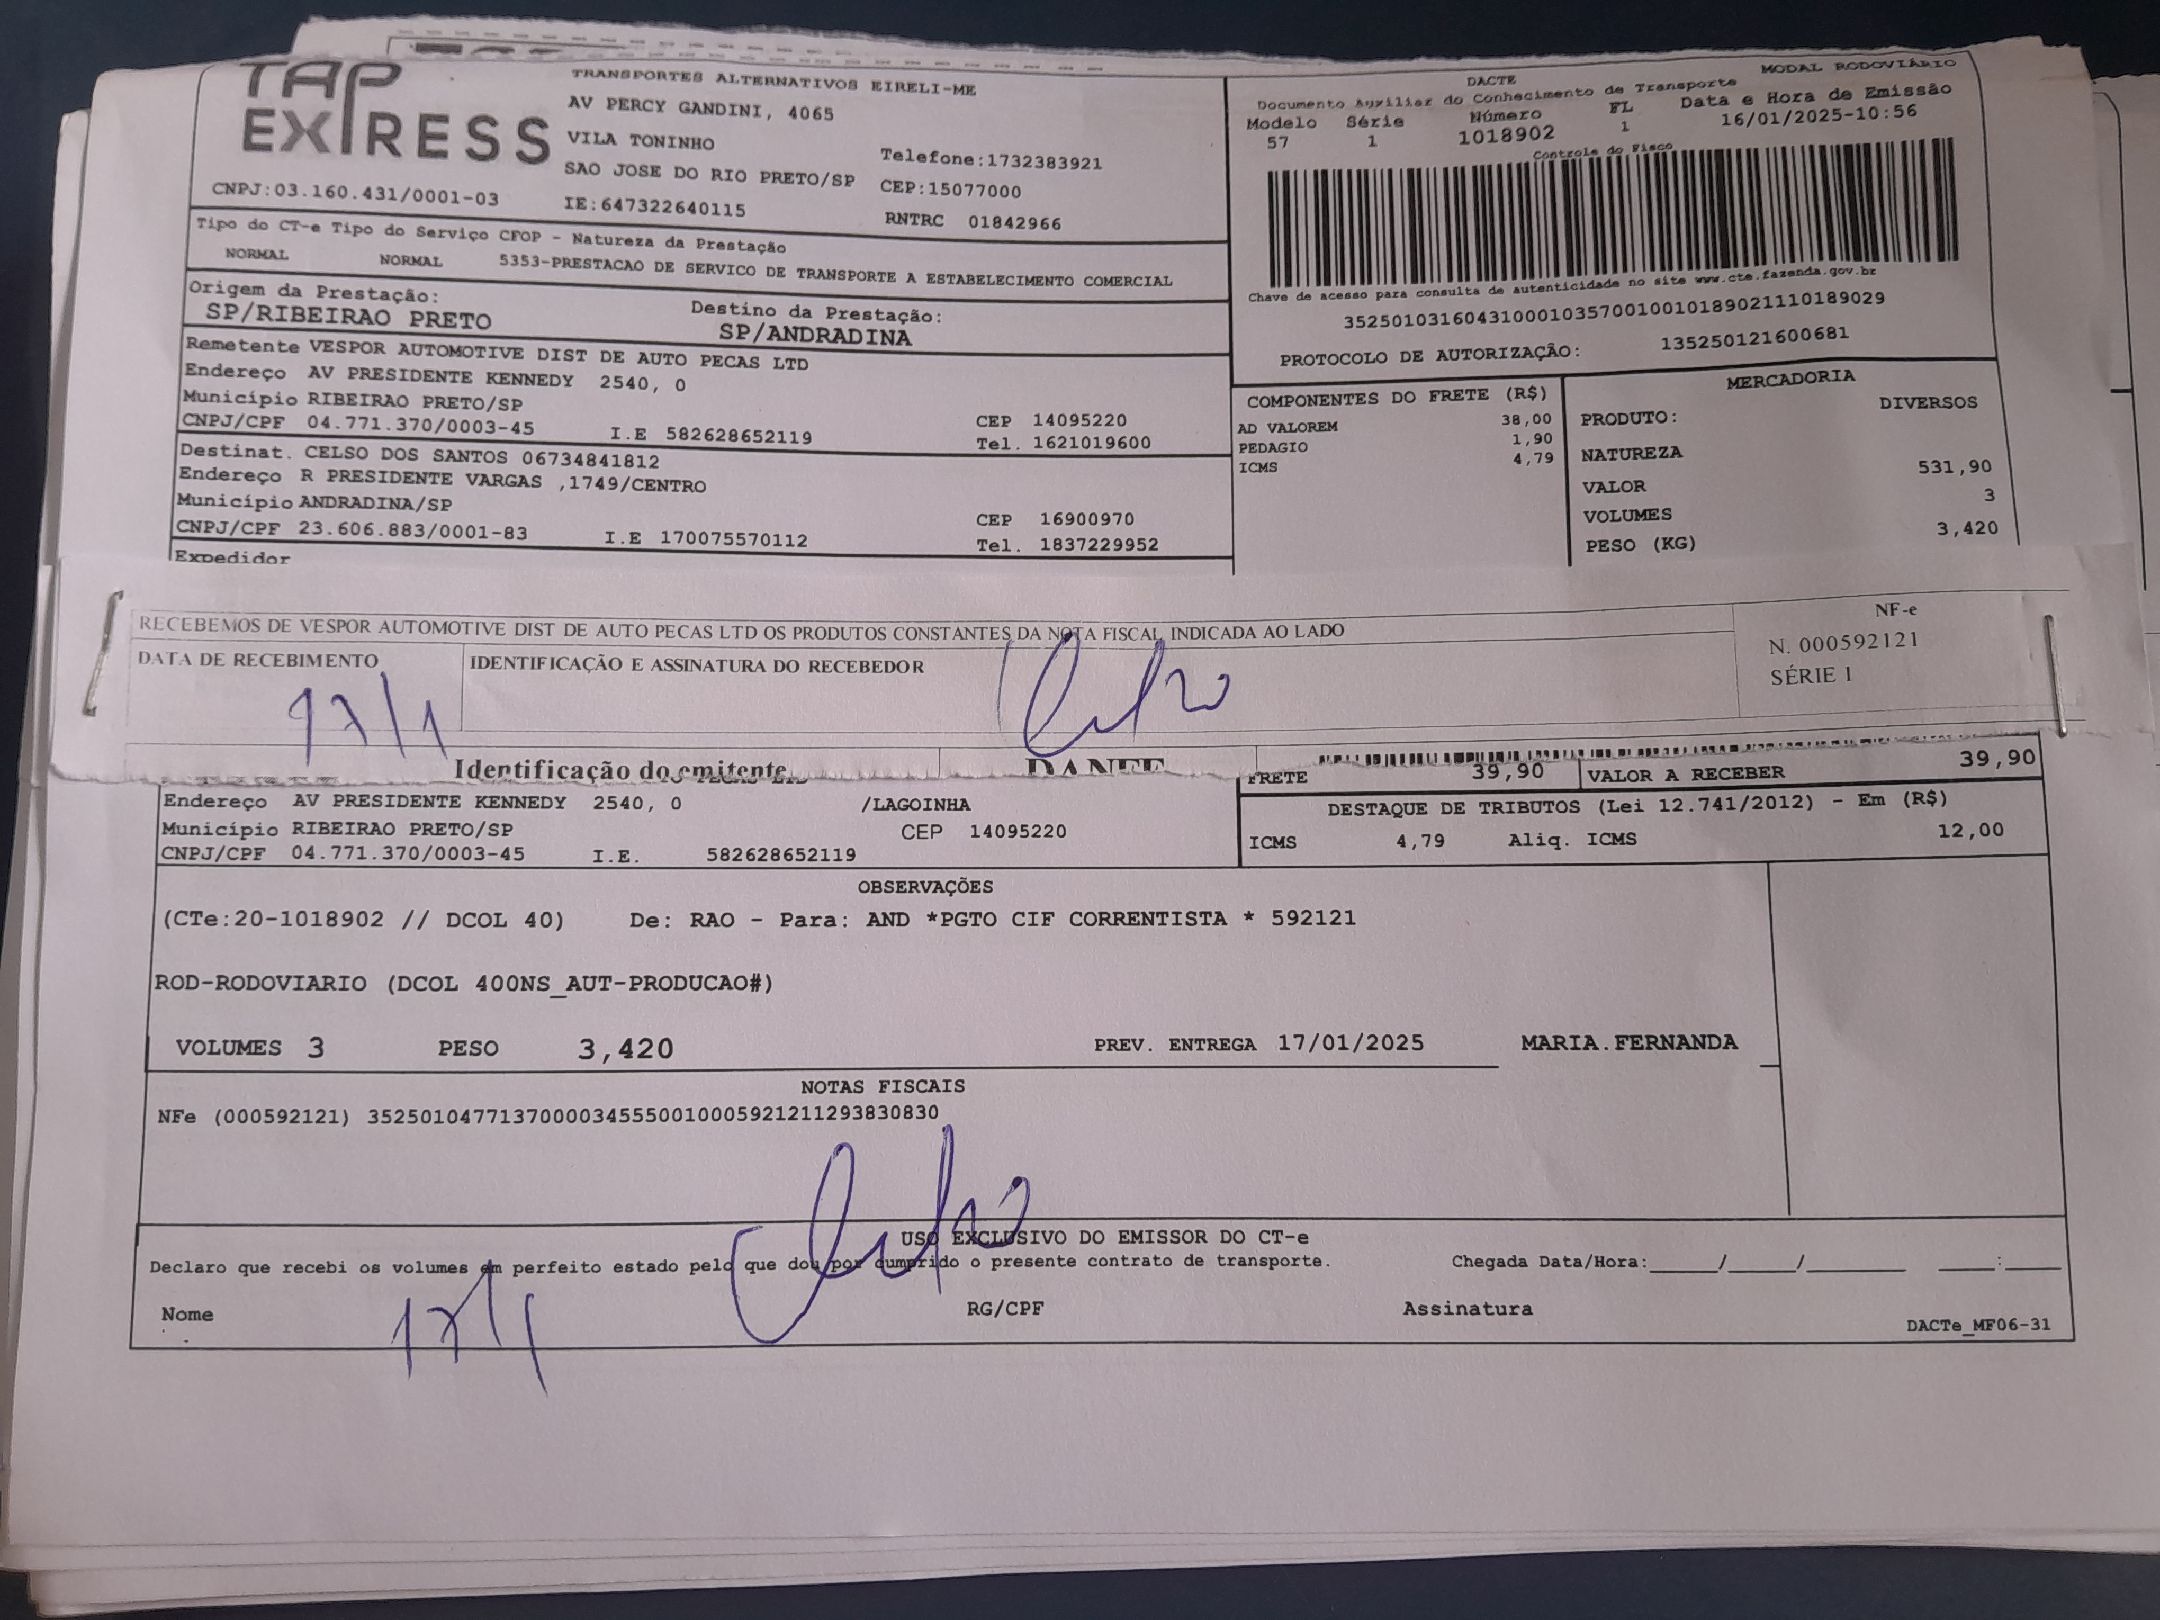 TAP EXPRESS
TRANSPORTES ALTERNATIVOS EIRELI-ME
AV PERCY GANDINI, 4065
VILA TONINHO
Telefone:1732383921
SAO JOSE DO RIO PRETO/SP CEP:15077000
CNPJ:03.160.431/0001-03 IE:647322640115 RNTRC 01842966
DACTE MODAL RODOVIÁRIO
Documento Auxiliar do Conhecimento de Transporte
Modelo Série Número FL Data e Hora de Emissão
57 1 1018902 1 16/01/2025-10:56
Controle do Fisco
Chave de acesso para consulta de autenticidade no site www.cte.fazenda.gov.br
35250103160431000103570010010189021110189029
PROTOCOLO DE AUTORIZAÇÃO: 135250121600681
Tipo do CT-e Tipo do Serviço CFOP - Natureza da Prestação
NORMAL NORMAL 5353-PRESTACAO DE SERVICO DE TRANSPORTE A ESTABELECIMENTO COMERCIAL
Origem da Prestação: Destino da Prestação:
SP/RIBEIRAO PRETO SP/ANDRADINA
Remetente VESPOR AUTOMOTIVE DIST DE AUTO PECAS LTD
Endereço AV PRESIDENTE KENNEDY 2540, 0
Município RIBEIRAO PRETO/SP CEP 14095220
CNPJ/CPF 04.771.370/0003-45 I.E 582628652119 Tel. 1621019600
Destinat. CELSO DOS SANTOS 06734841812
Endereço R PRESIDENTE VARGAS ,1749/CENTRO
Município ANDRADINA/SP CEP 16900970
CNPJ/CPF 23.606.883/0001-83 I.E 170075570112 Tel. 1837229952
Expedidor
COMPONENTES DO FRETE (R$)
AD VALOREM 38,00
PEDAGIO 1,90
ICMS 4,79
MERCADORIA
PRODUTO: DIVERSOS
NATUREZA
VALOR 531,90
VOLUMES 3
PESO (KG) 3,420
RECEBEMOS DE VESPOR AUTOMOTIVE DIST DE AUTO PECAS LTD OS PRODUTOS CONSTANTES DA NOTA FISCAL INDICADA AO LADO
NF-e
N. 000592121
SÉRIE 1
DATA DE RECEBIMENTO IDENTIFICAÇÃO E ASSINATURA DO RECEBEDOR
17/1
Identificação do emitente DANFE
FRETE 39,90 VALOR A RECEBER 39,90
Endereço AV PRESIDENTE KENNEDY 2540, 0 /LAGOINHA
Município RIBEIRAO PRETO/SP CEP 14095220
CNPJ/CPF 04.771.370/0003-45 I.E. 582628652119
DESTAQUE DE TRIBUTOS (Lei 12.741/2012) - Em (R$)
ICMS 4,79 Aliq. ICMS 12,00
OBSERVAÇÕES
(CTe:20-1018902 // DCOL 40) De: RAO - Para: AND *PGTO CIF CORRENTISTA * 592121
ROD-RODOVIARIO (DCOL 400NS_AUT-PRODUCAO#)
VOLUMES 3 PESO 3,420 PREV. ENTREGA 17/01/2025 MARIA.FERNANDA
NOTAS FISCAIS
NFe (000592121) 35250104771370000345550010005921211293830830
USO EXCLUSIVO DO EMISSOR DO CT-e
Declaro que recebi os volumes em perfeito estado pelo que dou por cumprido o presente contrato de transporte. Chegada Data/Hora:____/____/______ ____:____
Nome RG/CPF Assinatura
17/1
DACTe_MF06-31